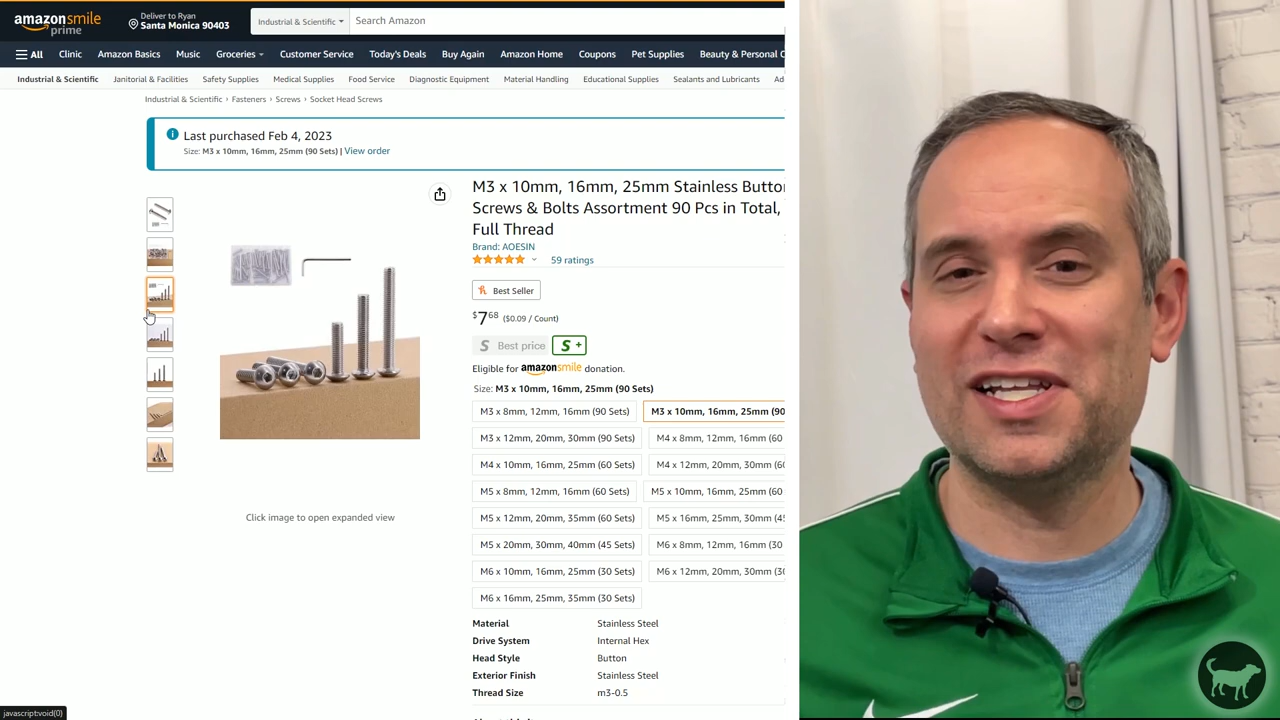 amazonsmile
prime
Deliver to Ryan
Santa Monica 90403
Industrial & Scientific
Search Amazon
All
Clinic
Amazon Basics
Music
Groceries
Customer Service
Today's Deals
Buy Again
Amazon Home
Coupons
Pet Supplies
Beauty & Personal C
Industrial & Scientific
Janitorial & Facilities
Safety Supplies
Medical Supplies
Food Service
Diagnostic Equipment
Material Handling
Educational Supplies
Sealants and Lubricants
Ad
Industrial & Scientific › Fasteners › Screws › Socket Head Screws
Last purchased Feb 4, 2023
Size: M3 x 10mm, 16mm, 25mm (90 Sets) | View order
M3 x 10mm, 16mm, 25mm Stainless Butto
Screws & Bolts Assortment 90 Pcs in Total,
Full Thread
Brand: AOESIN
59 ratings
Best Seller
$7 68 ($0.09 / Count)
S Best price
S +
Eligible for amazonsmile donation.
Size: M3 x 10mm, 16mm, 25mm (90 Sets)
M3 x 8mm, 12mm, 16mm (90 Sets)
M3 x 10mm, 16mm, 25mm (90
M3 x 12mm, 20mm, 30mm (90 Sets)
M4 x 8mm, 12mm, 16mm (60
M4 x 10mm, 16mm, 25mm (60 Sets)
M4 x 12mm, 20mm, 30mm (60
M5 x 8mm, 12mm, 16mm (60 Sets)
M5 x 10mm, 16mm, 25mm (60
M5 x 12mm, 20mm, 35mm (60 Sets)
M5 x 16mm, 25mm, 30mm (45
M5 x 20mm, 30mm, 40mm (45 Sets)
M6 x 8mm, 12mm, 16mm (30
M6 x 10mm, 16mm, 25mm (30 Sets)
M6 x 12mm, 20mm, 30mm (30
M6 x 16mm, 25mm, 35mm (30 Sets)
Click image to open expanded view
Material Stainless Steel
Drive System Internal Hex
Head Style Button
Exterior Finish Stainless Steel
Thread Size m3-0.5
javascript:void(0)